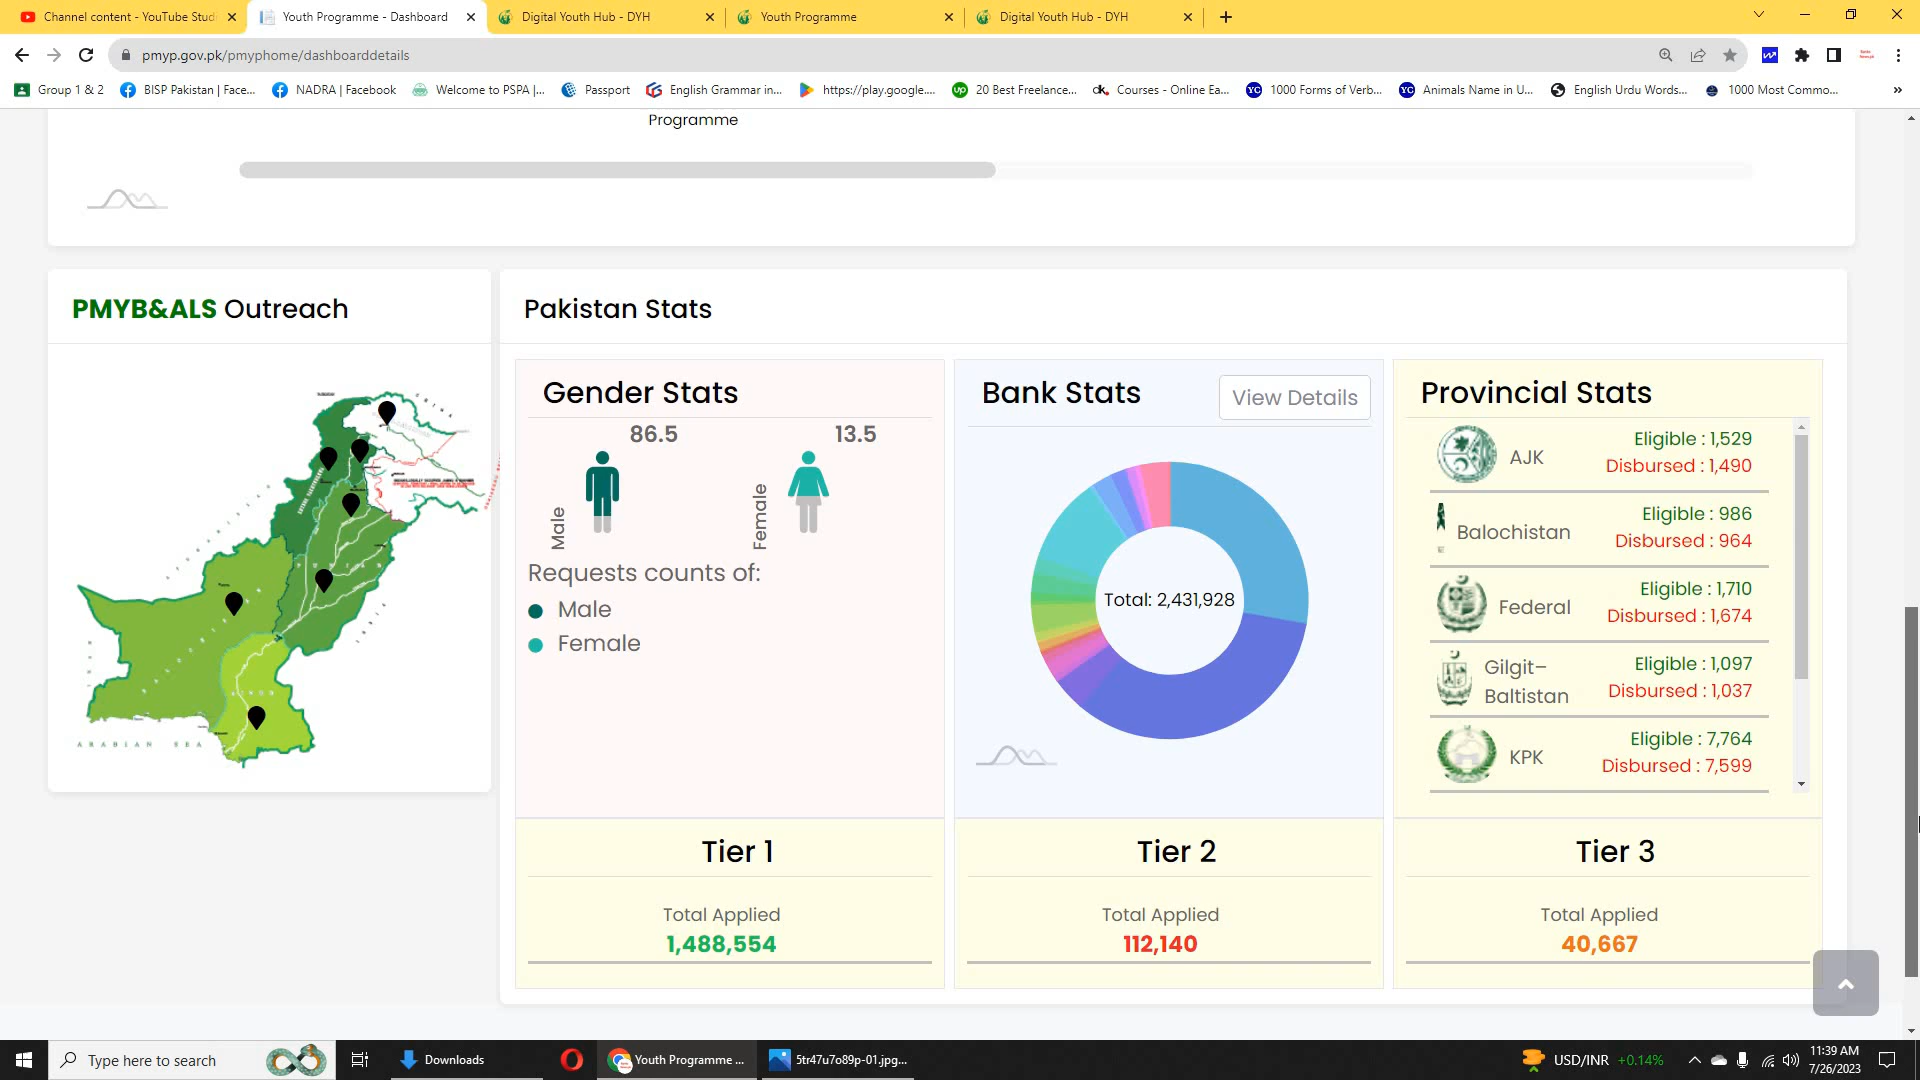 Channel content - YouTube Stud
Youth Programme - Dashboard
Digital Youth Hub - DYH
Youth Programme
Digital Youth Hub - DYH
pmyp.gov.pk/pmyphome/dashboarddetails
Group 1 & 2
BISP Pakistan | Face...
NADRA | Facebook
Welcome to PSPA |...
Passport
English Grammar in...
https://play.google....
20 Best Freelance...
Courses - Online Ea...
1000 Forms of Verb...
Animals Name in U...
English Urdu Words...
1000 Most Commo...
Programme
PMYB&ALS Outreach
ARABIAN SEA
Pakistan Stats
Gender Stats
86.5
13.5
Male
Female
Requests counts of:
Male
Female
Bank Stats
View Details
Total: 2,431,928
Provincial Stats
AJK
Eligible : 1,529
Disbursed : 1,490
Balochistan
Eligible : 986
Disbursed : 964
Federal
Eligible : 1,710
Disbursed : 1,674
Gilgit-
Baltistan
Eligible : 1,097
Disbursed : 1,037
KPK
Eligible : 7,764
Disbursed : 7,599
Tier 1
Total Applied
1,488,554
Tier 2
Total Applied
112,140
Tier 3
Total Applied
40,667
Type here to search
Downloads
Youth Programme ...
5tr47u7o89p-01.jpg...
USD/INR +0.14%
11:39 AM
7/26/2023